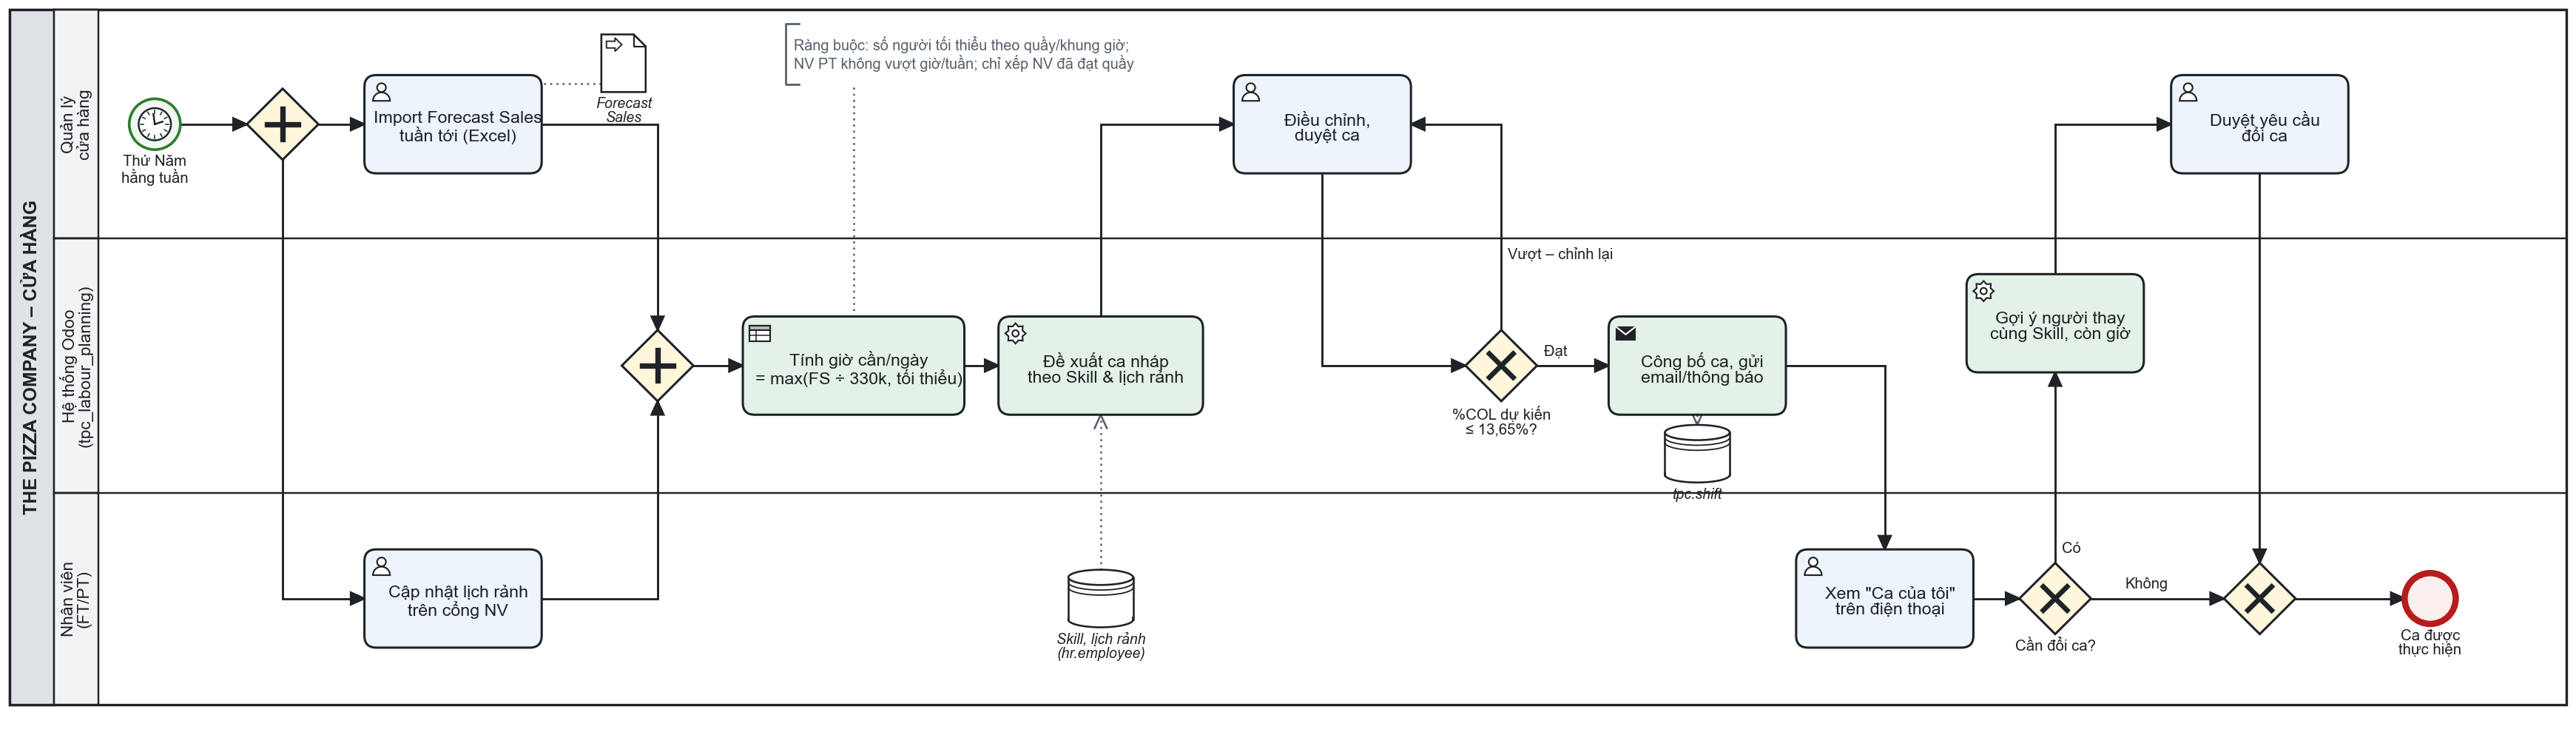 THE PIZZA COMPANY – CỬA HÀNG
Quản lý
cửa hàng
Thứ Năm
hằng tuần
Import Forecast Sales
tuần tới (Excel)
Forecast
Sales
Ràng buộc: số người tối thiểu theo quầy/khung giờ;
NV PT không vượt giờ/tuần; chỉ xếp NV đã đạt quầy
Điều chỉnh,
duyệt ca
Duyệt yêu cầu
đổi ca
Hệ thống Odoo
(tpc_labour_planning)
Tính giờ cần/ngày
= max(FS ÷ 330k, tối thiểu)
Đề xuất ca nháp
theo Skill & lịch rảnh
Vượt – chỉnh lại
%COL dự kiến
≤ 13,65%?
Đạt
Công bố ca, gửi
email/thông báo
tpc.shift
Gợi ý người thay
cùng Skill, còn giờ
Nhân viên
(FT/PT)
Cập nhật lịch rảnh
trên cổng NV
Skill, lịch rảnh
(hr.employee)
Xem "Ca của tôi"
trên điện thoại
Có
Cần đổi ca?
Không
Ca được
thực hiện